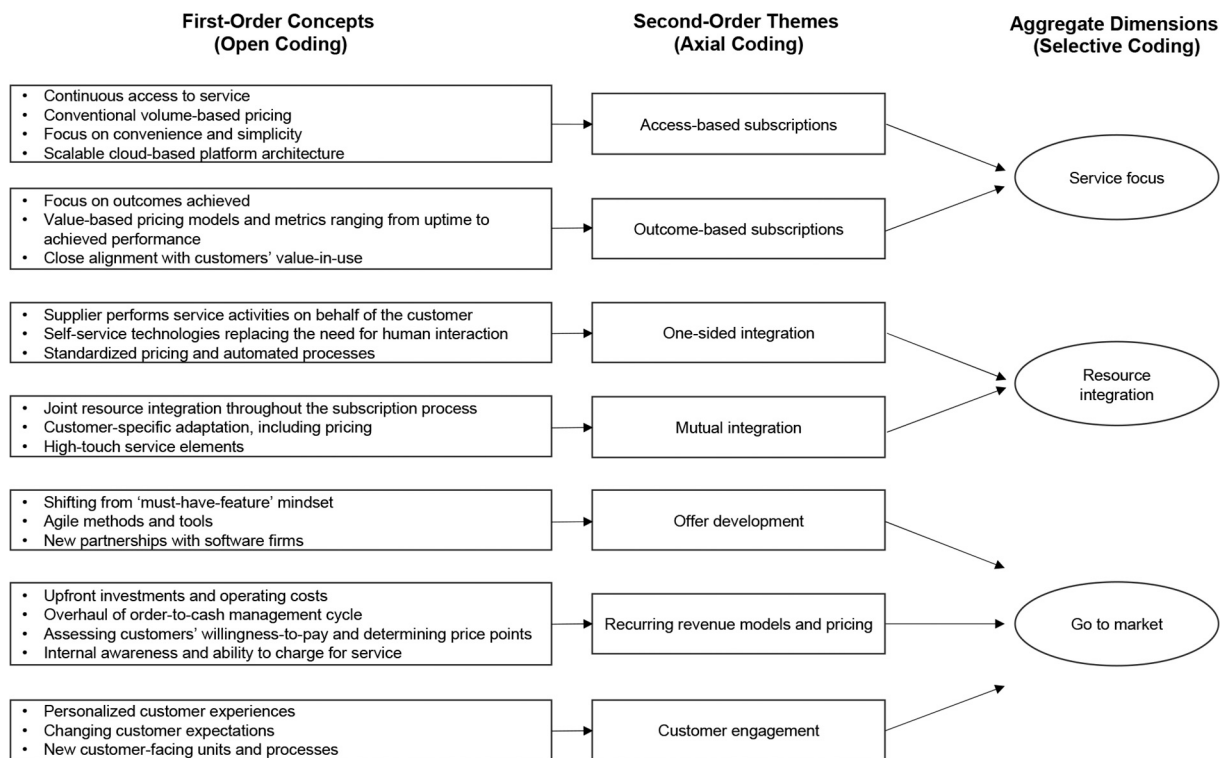 First-Order Concepts
(Open Coding)
Second-Order Themes
(Axial Coding)
Aggregate Dimensions
(Selective Coding)
• Continuous access to service
• Conventional volume-based pricing
• Focus on convenience and simplicity
• Scalable cloud-based platform architecture
Access-based subscriptions
Service focus
• Focus on outcomes achieved
• Value-based pricing models and metrics ranging from uptime to
achieved performance
• Close alignment with customers’ value-in-use
Outcome-based subscriptions
• Supplier performs service activities on behalf of the customer
• Self-service technologies replacing the need for human interaction
• Standardized pricing and automated processes
One-sided integration
Resource
integration
• Joint resource integration throughout the subscription process
• Customer-specific adaptation, including pricing
• High-touch service elements
Mutual integration
• Shifting from ‘must-have-feature’ mindset
• Agile methods and tools
• New partnerships with software firms
Offer development
• Upfront investments and operating costs
• Overhaul of order-to-cash management cycle
• Assessing customers’ willingness-to-pay and determining price points
• Internal awareness and ability to charge for service
Recurring revenue models and pricing
Go to market
• Personalized customer experiences
• Changing customer expectations
• New customer-facing units and processes
Customer engagement